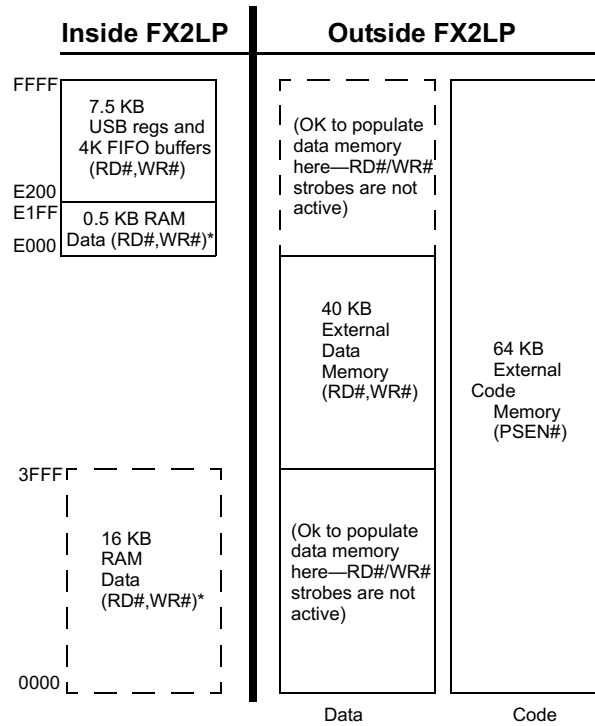 Inside FX2LP
Outside FX2LP
FFFF
7.5 KB
USB regs and
4K FIFO buffers
(RD#,WR#)
E200
E1FF
0.5 KB RAM
Data (RD#,WR#)*
E000
(OK to populate
data memory
here—RD#/WR#
strobes are not
active)
40 KB
External
Data
Memory
(RD#,WR#)
64 KB
External
Code
Memory
(PSEN#)
3FFF
16 KB
RAM
Data
(RD#,WR#)*
(Ok to populate
data memory
here—RD#/WR#
strobes are not
active)
0000
Data
Code